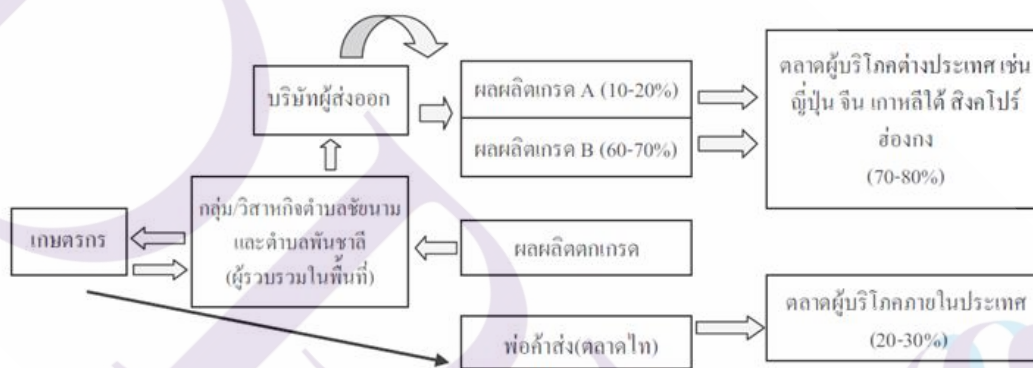 บริษัทผู้ส่งออก
ผลผลิตเกรด A (10-20%)
ผลผลิตเกรด B (60-70%)
ตลาดผู้บริโภคต่างประเทศ เช่น
ญี่ปุ่น จีน เกาหลีใต้ สิงคโปร์
ฮ่องกง
(70-80%)
เกษตรกร
กลุ่ม/วิสาหกิจตำบลชัยนาม
และตำบลพันชาลี
(ผู้รวบรวมในพื้นที่)
ผลผลิตตกเกรด
พ่อค้าส่ง(ตลาดไท)
ตลาดผู้บริโภคภายในประเทศ
(20-30%)